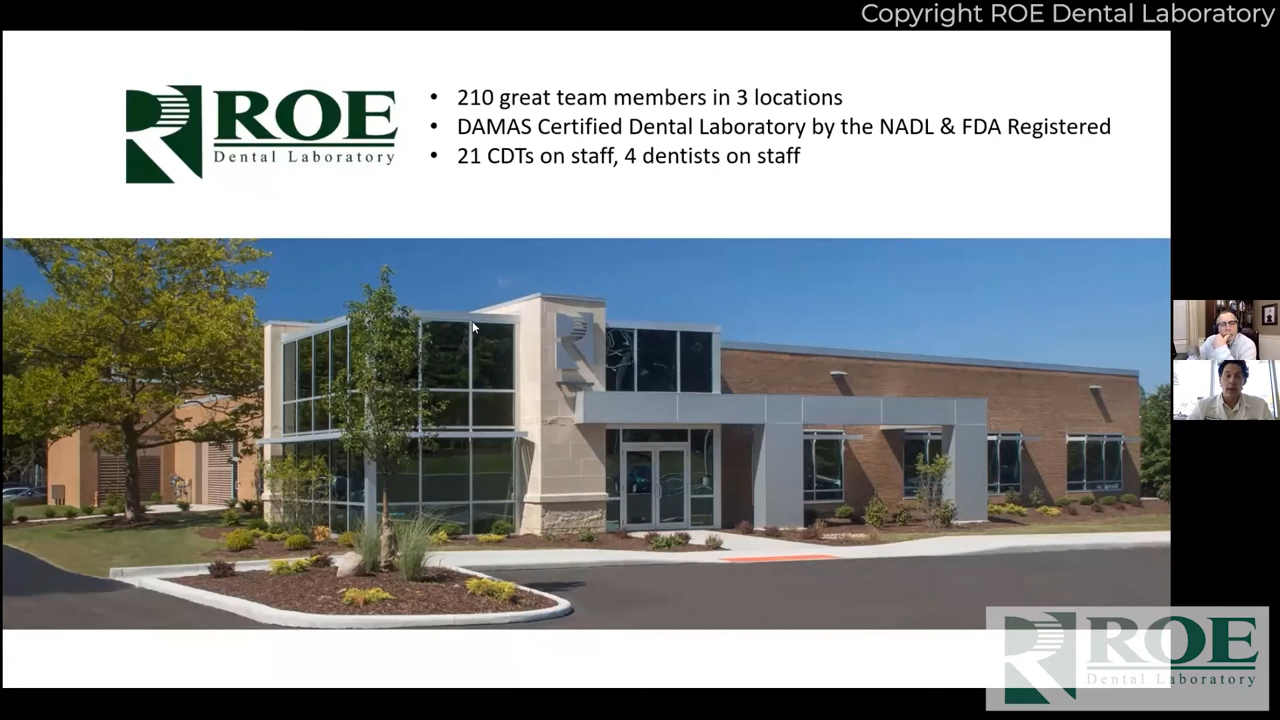 Copyright ROE Dental Laboratory
ROE
Dental Laboratory
• 210 great team members in 3 locations
• DAMAS Certified Dental Laboratory by the NADL & FDA Registered
• 21 CDTs on staff, 4 dentists on staff
ROE
Dental Laboratory